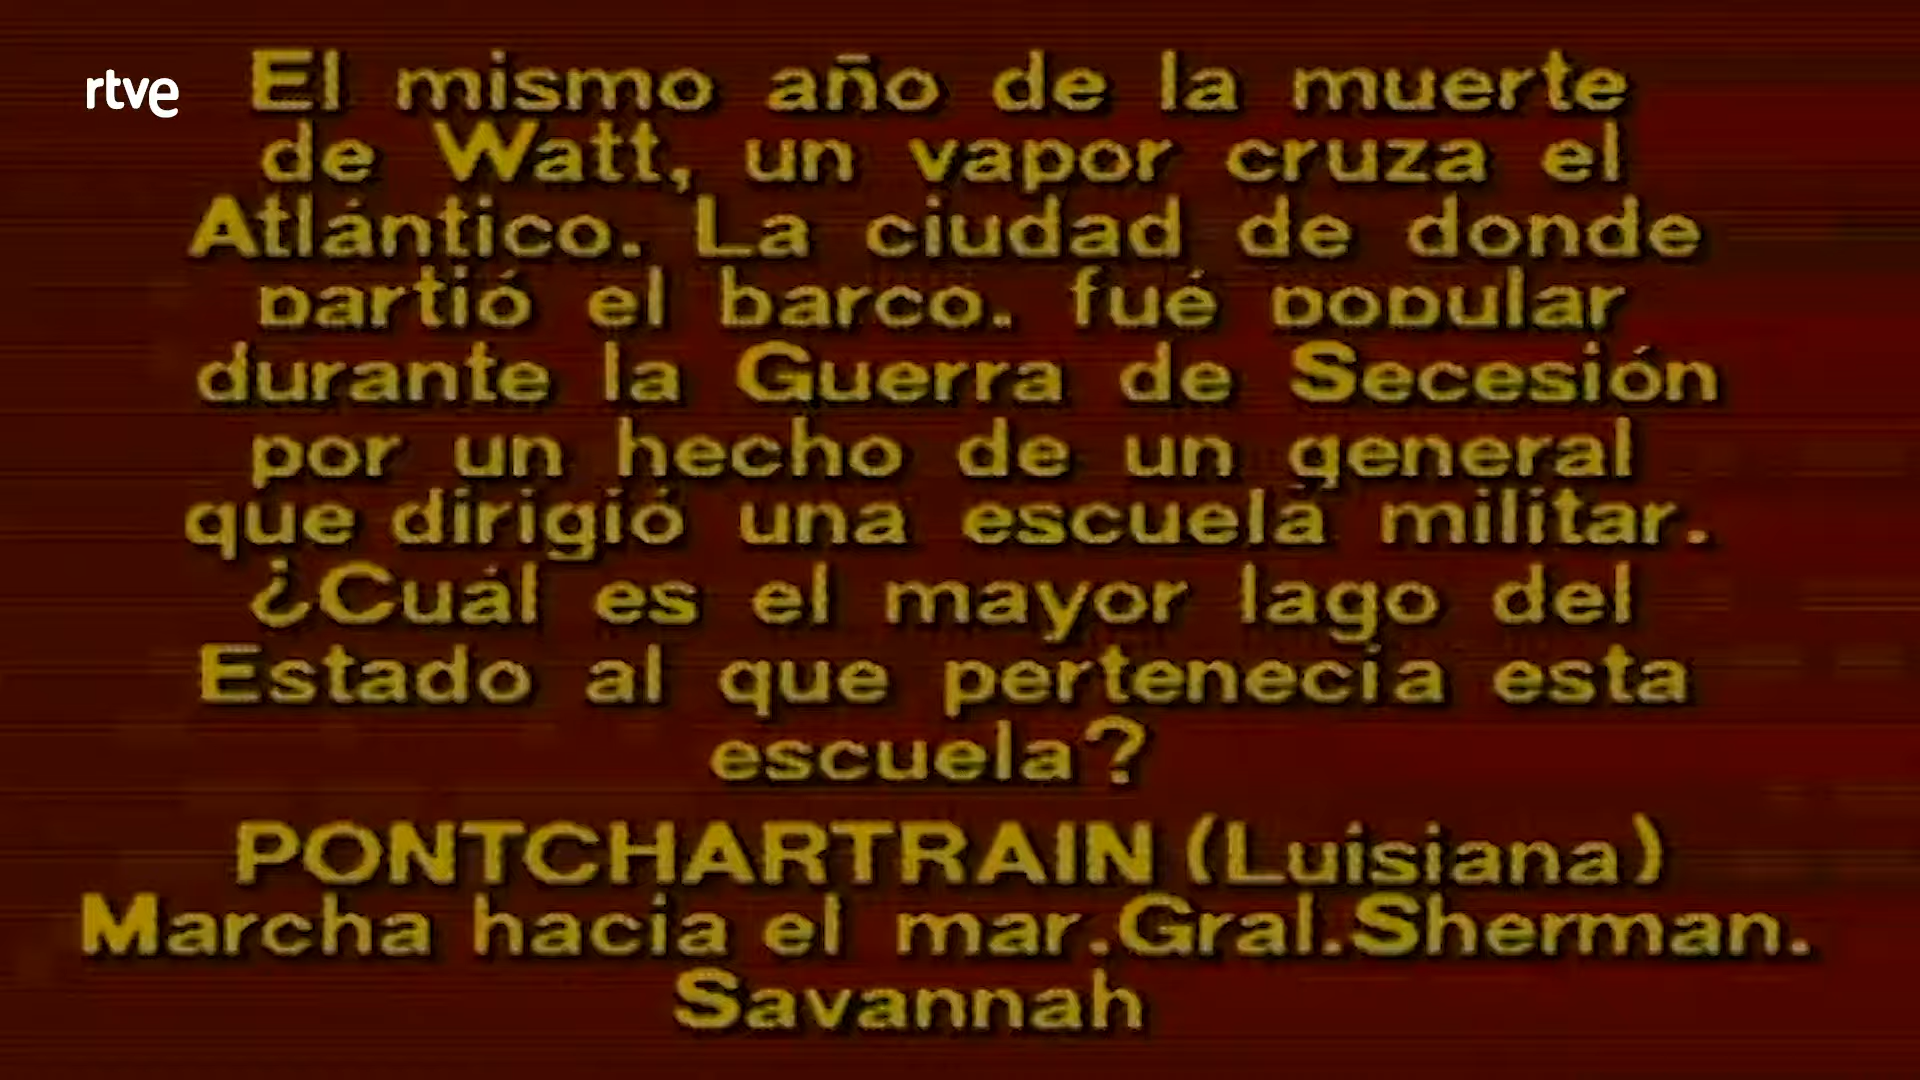 rtve
El mismo año de la muerte
de Watt, un vapor cruza el
Atlántico. La ciudad de donde
partió el barco, fué popular
durante la Guerra de Secesión
por un hecho de un general
que dirigió una escuela militar.
¿Cuál es el mayor lago del
Estado al que pertenecía esta
escuela?
PONTCHARTRAIN (Luisiana)
Marcha hacia el mar.Gral.Sherman.
Savannah